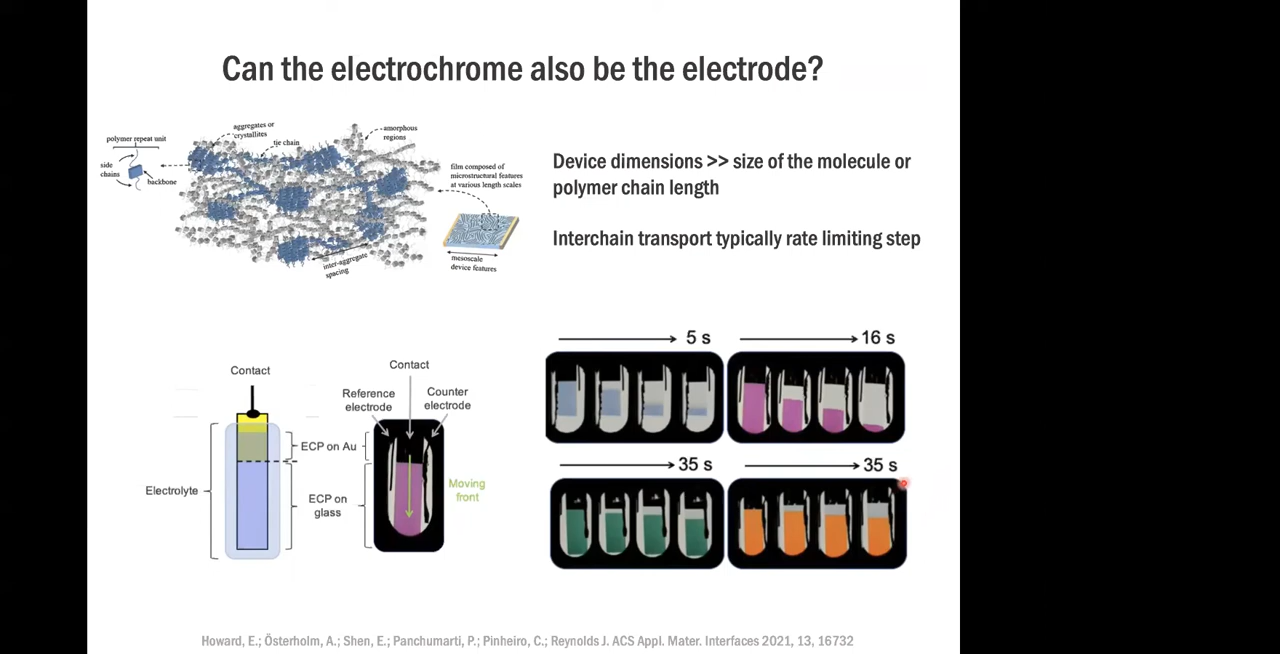 Can the electrochrome also be the electrode?
polymer repeat unit
side
chains
backbone
aggregates or
crystallites
tie chain
amorphous
regions
film composed of
microstructural features
at various length scales
inter-aggregate
spacing
mesoscale
device features
Device dimensions >> size of the molecule or
polymer chain length
Interchain transport typically rate limiting step
Contact
Electrolyte
ECP on Au
ECP on
glass
Contact
Reference
electrode
Counter
electrode
Moving
front
5 s
16 s
35 s
35 s
Howard, E.; Österholm, A.; Shen, E.; Panchumarti, P.; Pinheiro, C.; Reynolds J. ACS Appl. Mater. Interfaces 2021, 13, 16732